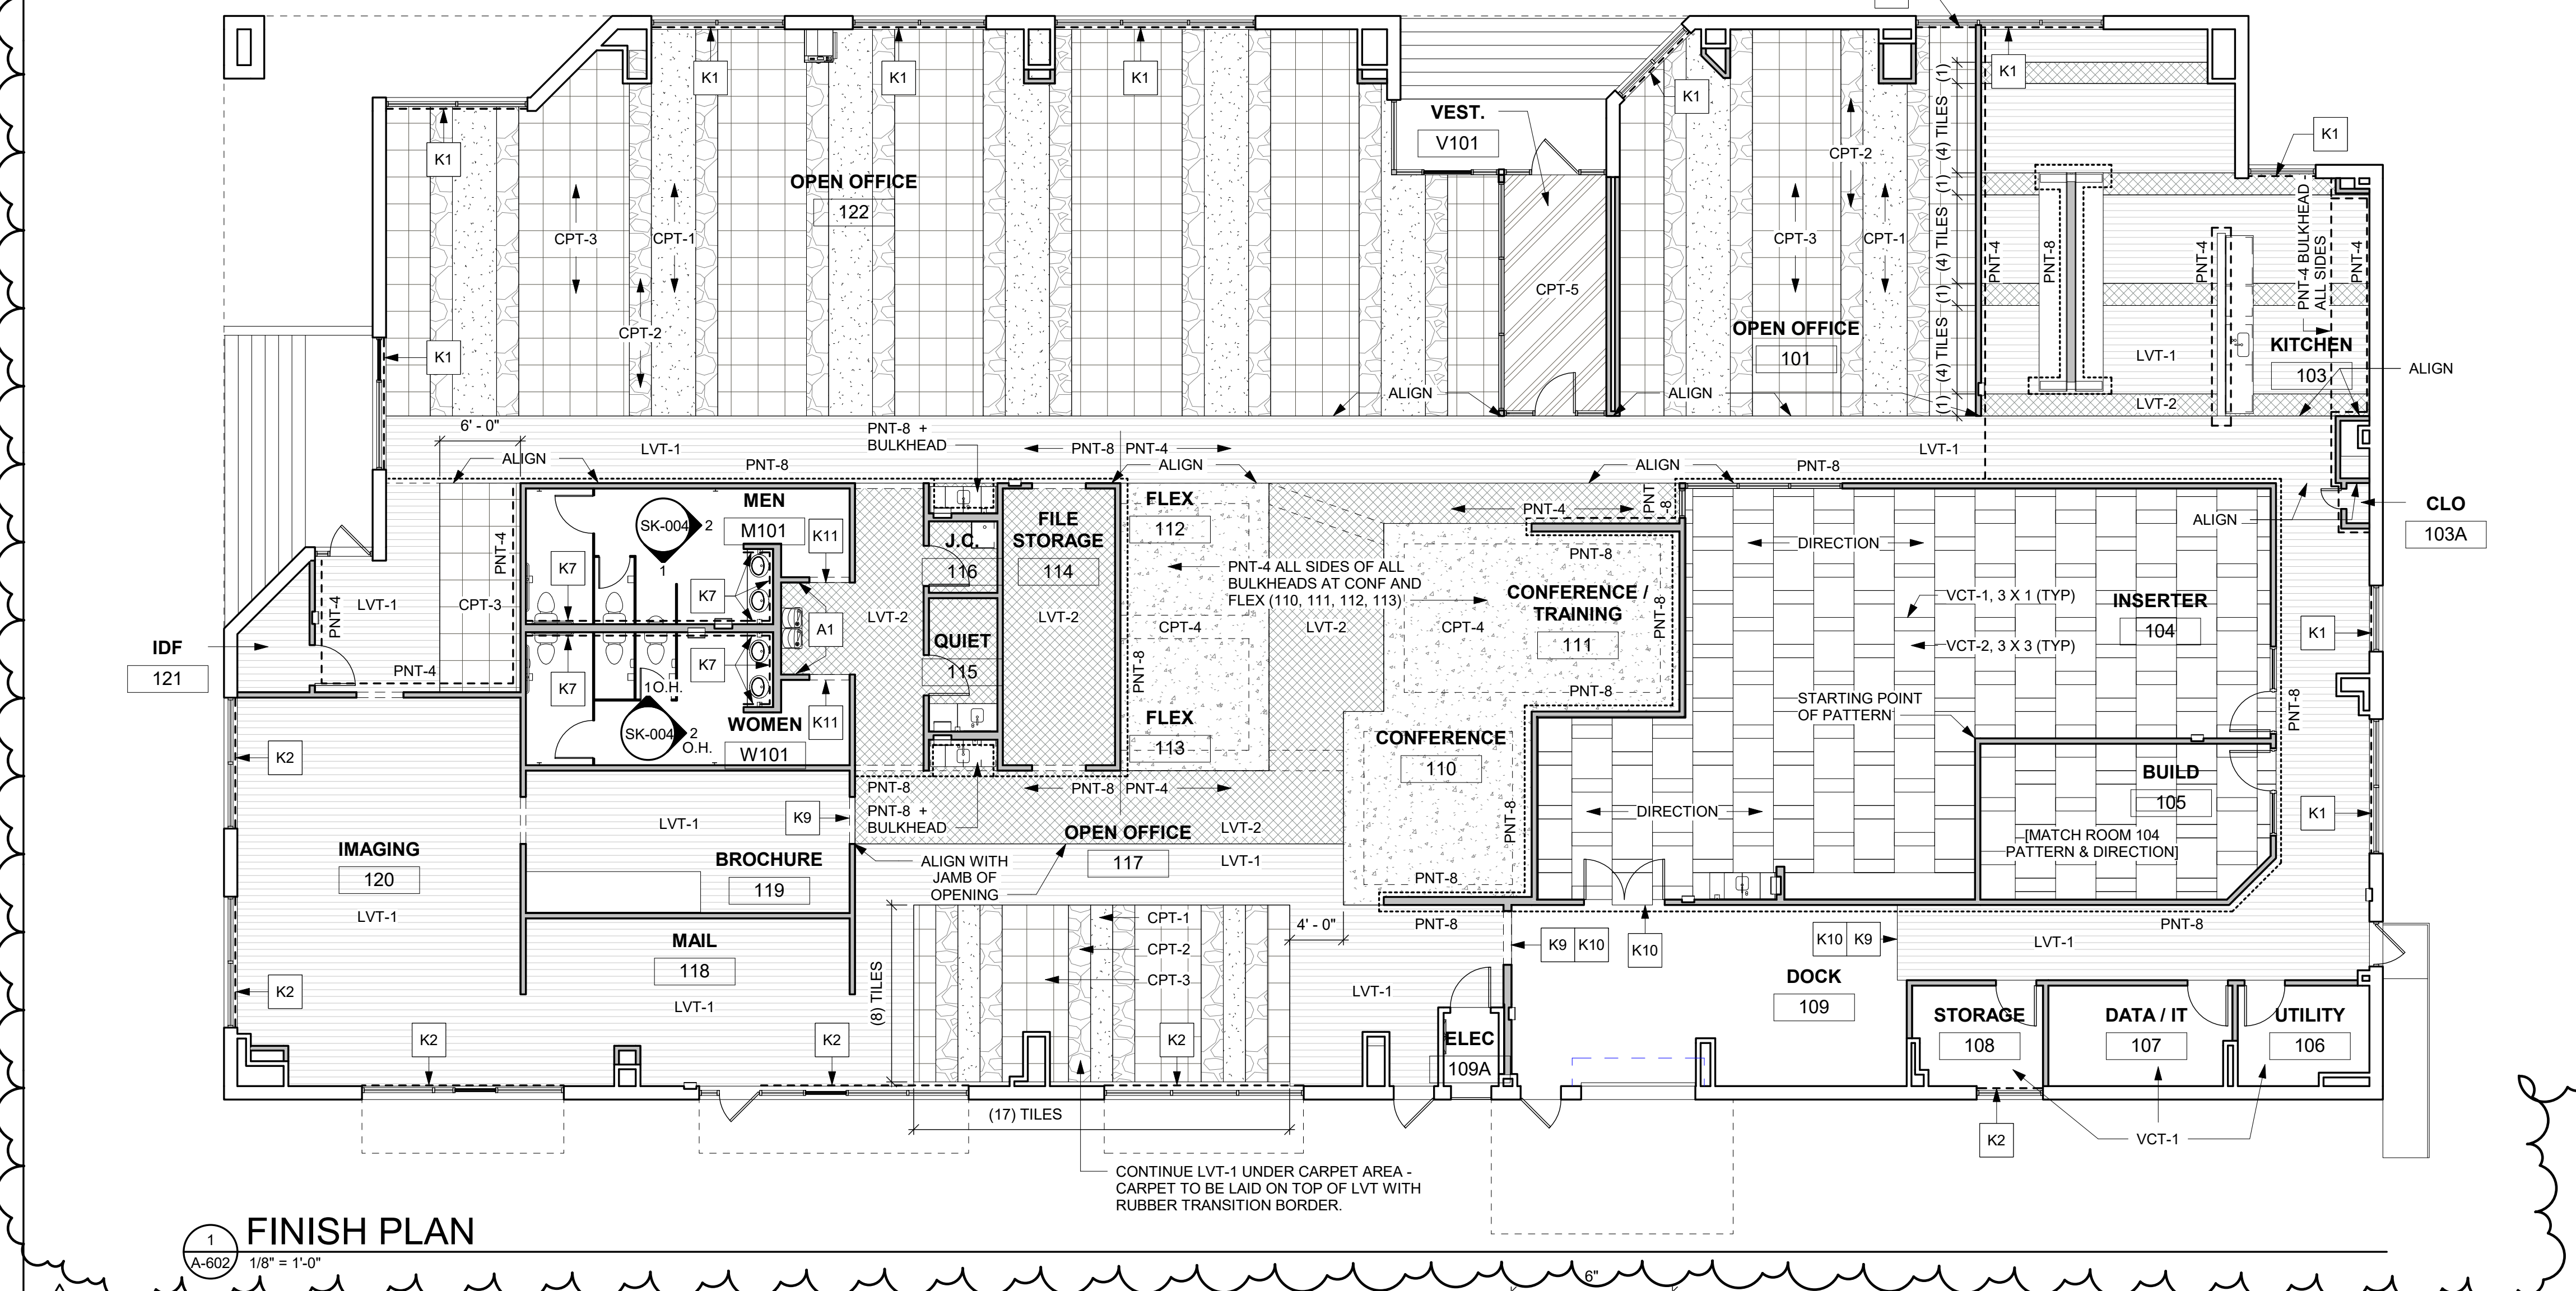 K1
K1
K1
K1
K1
K1
K1
K1
VEST.
V101
OPEN OFFICE
122
CPT-3
CPT-1
CPT-2
CPT-5
CPT-2
CPT-3
CPT-1
OPEN OFFICE
101
(1)
(4) TILES
(1)
(4) TILES
(1)
(4) TILES
(1)
PNT-4
PNT-8
PNT-4
PNT-4 BULKHEAD
ALL SIDES
PNT-4
LVT-1
KITCHEN
103
LVT-2
ALIGN
ALIGN
ALIGN
6' - 0"
ALIGN
LVT-1
PNT-8 +
BULKHEAD
PNT-8
PNT-8
PNT-4
ALIGN
ALIGN
PNT-8
LVT-1
CLO
103A
ALIGN
IDF
121
PNT-4
LVT-1
PNT-4
CPT-3
PNT-4
MEN
M101
SK-004
2
1
K11
K7
K7
A1
K7
K7
1
O.H.
SK-004
2
O.H.
WOMEN
W101
K11
LVT-2
J.C.
116
QUIET
115
FILE
STORAGE
114
LVT-2
FLEX
112
PNT-4 ALL SIDES OF ALL
BULKHEADS AT CONF AND
FLEX (110, 111, 112, 113)
CPT-4
PNT-8
FLEX
113
LVT-2
PNT-4
PNT
-8
PNT-8
CONFERENCE /
TRAINING
111
CPT-4
PNT-8
PNT-8
CONFERENCE
110
PNT-8
PNT-8
DIRECTION
VCT-1, 3 X 1 (TYP)
INSERTER
104
VCT-2, 3 X 3 (TYP)
STARTING POINT
OF PATTERN
DIRECTION
BUILD
105
[MATCH ROOM 104
PATTERN & DIRECTION]
K1
PNT-8
K1
K2
IMAGING
120
LVT-1
K2
LVT-1
K9
BROCHURE
119
MAIL
118
LVT-1
PNT-8
PNT-8 +
BULKHEAD
PNT-8
PNT-4
OPEN OFFICE
117
LVT-2
LVT-1
ALIGN WITH
JAMB OF
OPENING
(8) TILES
CPT-1
CPT-2
CPT-3
4' - 0"
PNT-8
LVT-1
K9
K10
K10
K10
K9
PNT-8
LVT-1
DOCK
109
ELEC
109A
STORAGE
108
DATA / IT
107
UTILITY
106
K2
K2
K2
K2
VCT-1
(17) TILES
CONTINUE LVT-1 UNDER CARPET AREA -
CARPET TO BE LAID ON TOP OF LVT WITH
RUBBER TRANSITION BORDER.
1
A-602
FINISH PLAN
1/8" = 1'-0"
6"